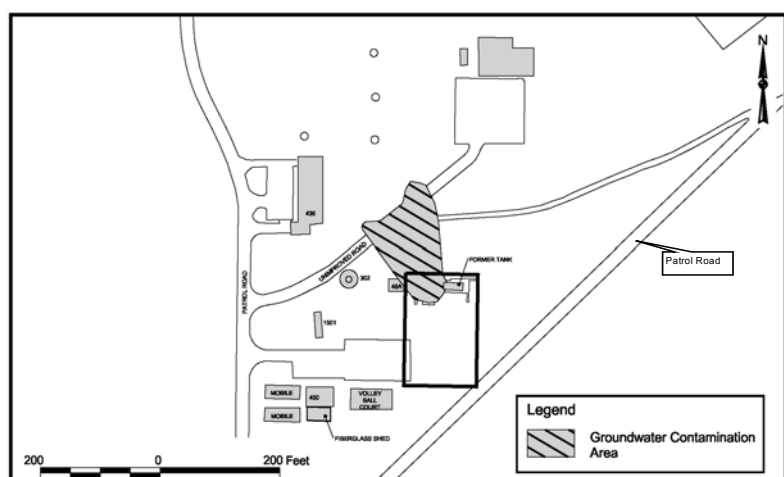 N
436
UNIMPROVED ROAD
PATROL ROAD
FORMER TANK
Patrol Road
302
1501
MOBILE
450
VOLLEY
BALL
COURT
MOBILE
FIBERGLASS SHED
Legend
Groundwater Contamination
Area
200 0 200 Feet